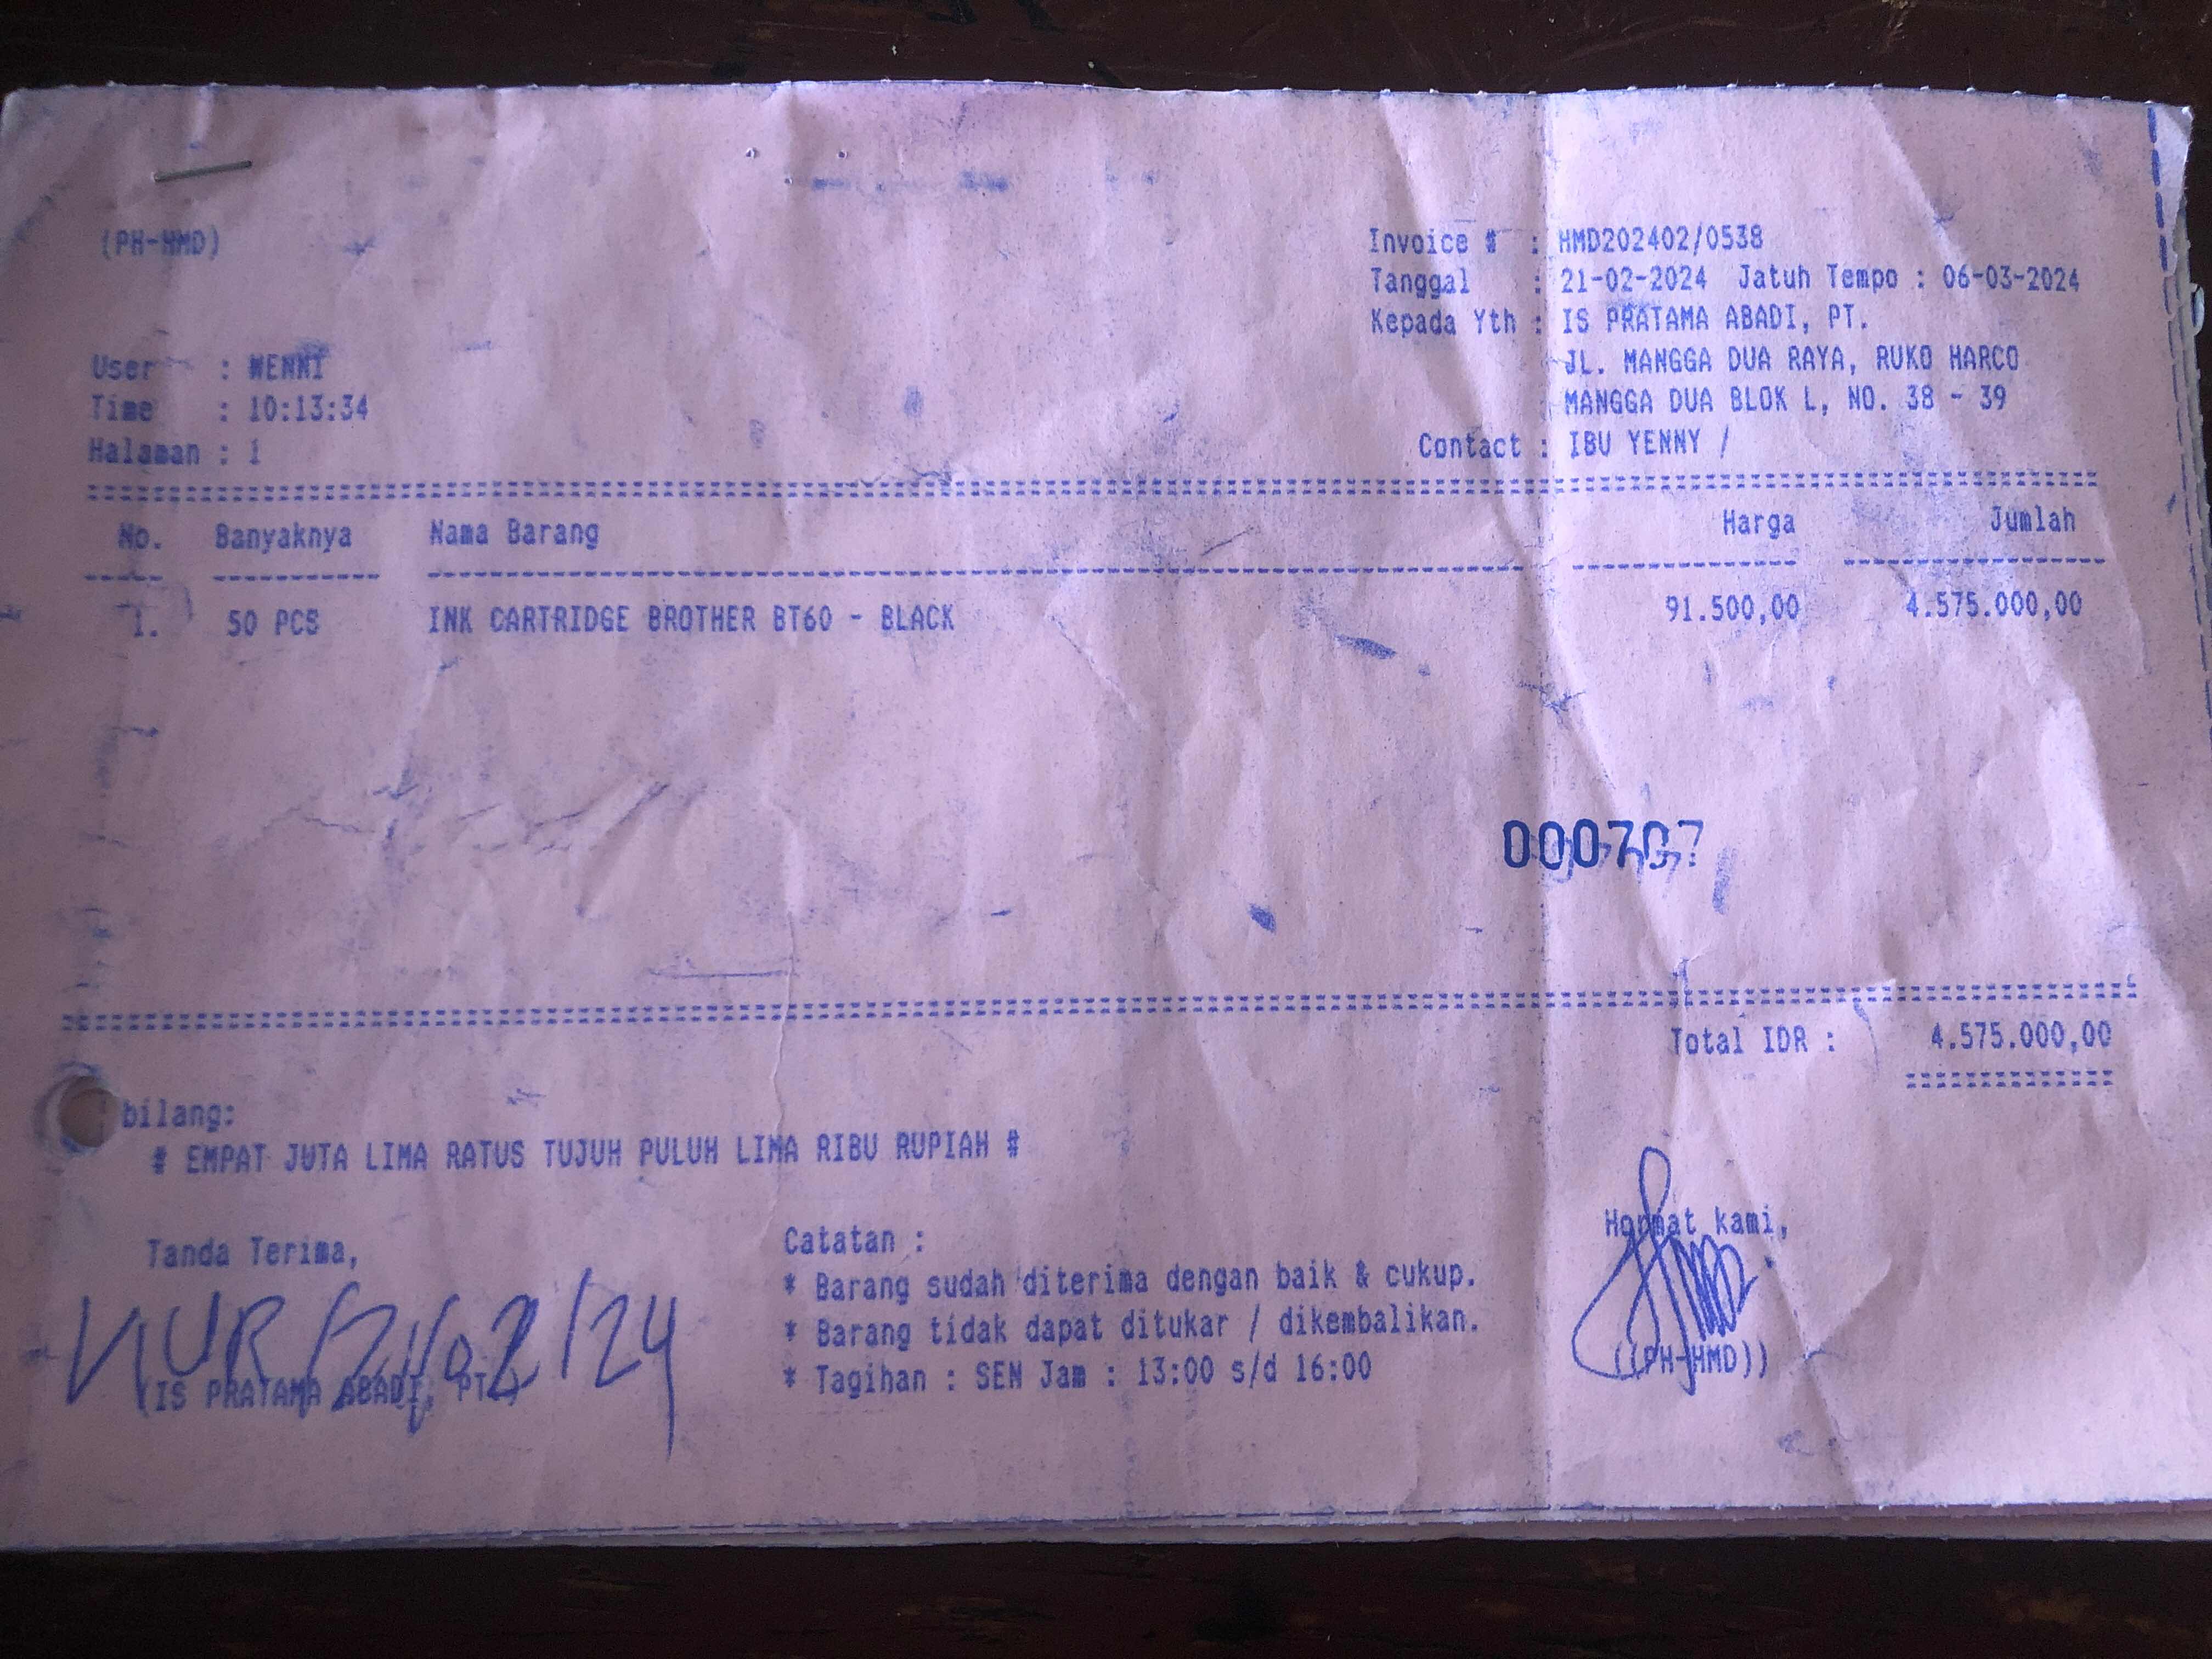 (PH-HMD)
Invoice # : HMD202402/0538
Tanggal : 21-02-2024 Jatuh Tempo : 06-03-2024
Kepada Yth : IS PRATAMA ABADI, PT.
JL. MANGGA DUA RAYA, RUKO HARCO
MANGGA DUA BLOK L, NO. 38 - 39
Contact : IBU YENNY /
User : WENNI
Time : 10:13:34
Halaman : 1
No. Banyaknya Nama Barang Harga Jumlah
1. 50 PCS INK CARTRIDGE BROTHER BT60 - BLACK 91.500,00 4.575.000,00
000707
Total IDR : 4.575.000,00
bilang:
# EMPAT JUTA LIMA RATUS TUJUH PULUH LIMA RIBU RUPIAH #
Tanda Terima,
NUR
(IS PRATAMA ABADI, PT.)
Catatan :
* Barang sudah diterima dengan baik & cukup.
* Barang tidak dapat ditukar / dikembalikan.
* Tagihan : SEN Jam : 13:00 s/d 16:00
Hormat kami,
((PH-HMD))